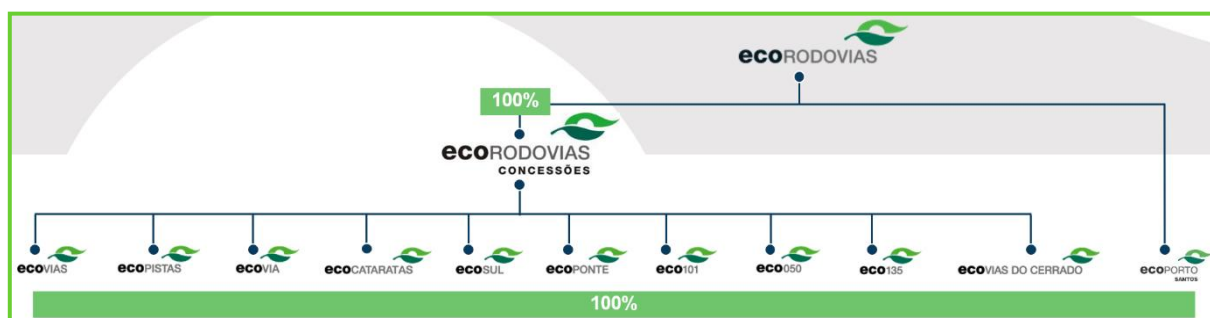 ecoRODOVIAS
100%
ecoRODOVIAS
CONCESSÕES
ecoVIAS ecoPISTAS ecoVIA ecoCATARATAS ecoSUL ecoPONTE eco101 eco050 eco135 ecoVIAS DO CERRADO ecoPORTO
SANTOS
100%